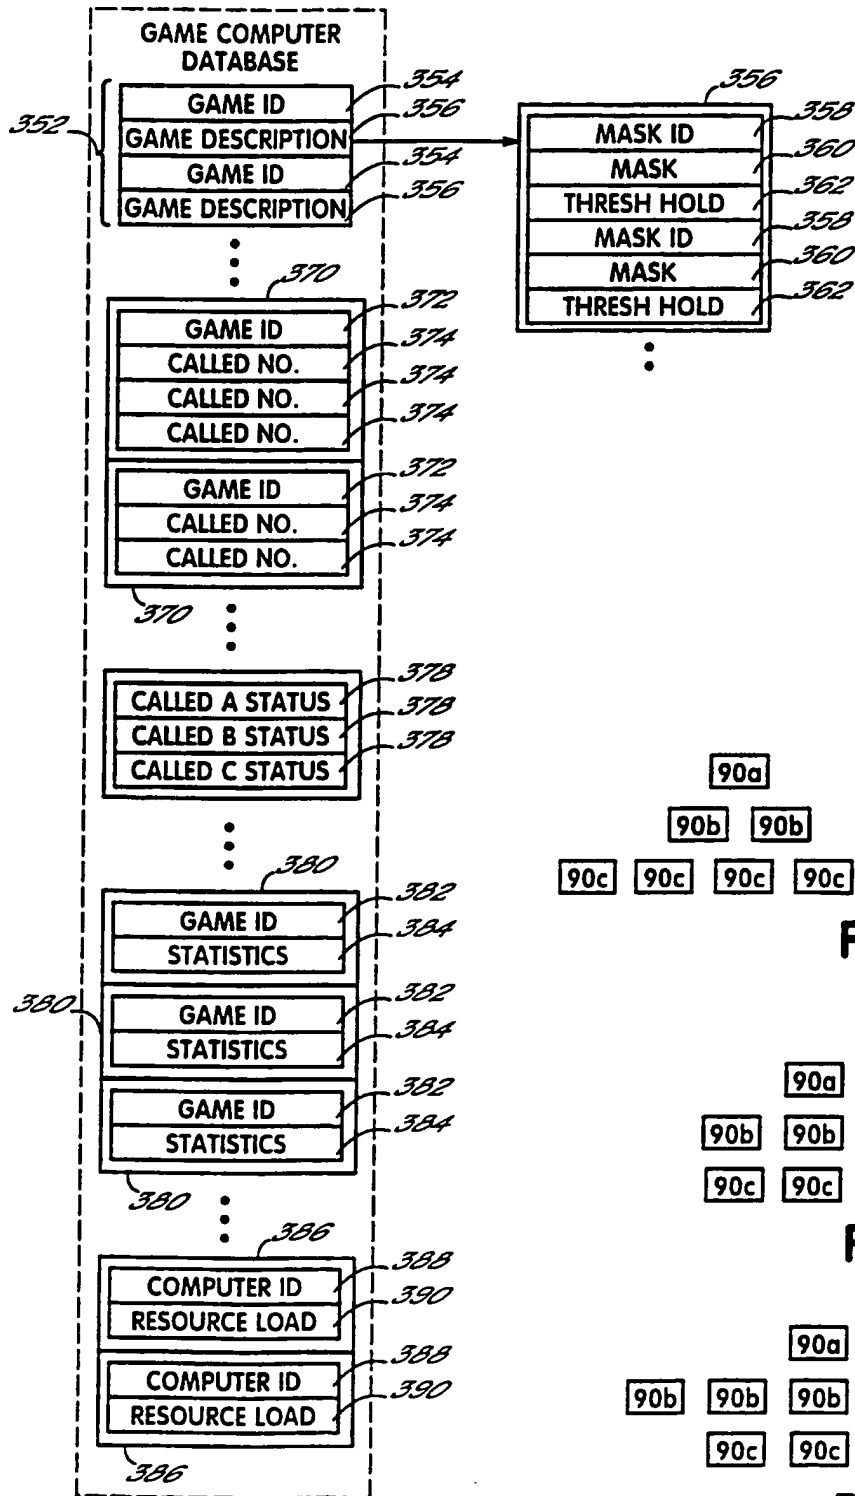 GAME COMPUTER
DATABASE
352
GAME ID 354
GAME DESCRIPTION 356
GAME ID 354
GAME DESCRIPTION 356
356
MASK ID 358
MASK 360
THRESH HOLD 362
MASK ID 358
MASK 360
THRESH HOLD 362
370
GAME ID 372
CALLED NO. 374
CALLED NO. 374
CALLED NO. 374
GAME ID 372
CALLED NO. 374
CALLED NO. 374
370
CALLED A STATUS 378
CALLED B STATUS 378
CALLED C STATUS 378
380
GAME ID 382
STATISTICS 384
380
GAME ID 382
STATISTICS 384
GAME ID 382
STATISTICS 384
380
386
COMPUTER ID 388
RESOURCE LOAD 390
COMPUTER ID 388
RESOURCE LOAD 390
386
90a
90b 90b
90c 90c 90c 90c
F
90a
90b 90b
90c 90c
F
90a
90b 90b 90b
90c 90c